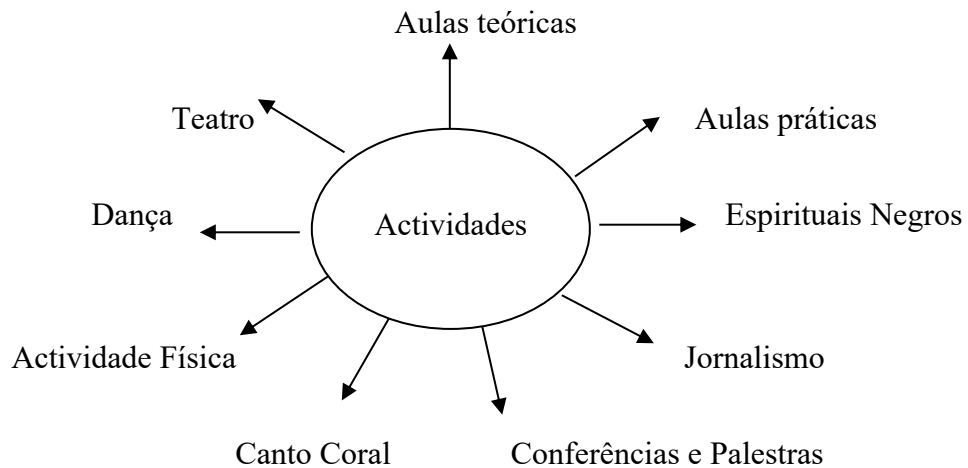 Aulas teóricas
Teatro
Aulas práticas
Dança
Actividades
Espirituais Negros
Actividade Física
Jornalismo
Canto Coral
Conferências e Palestras